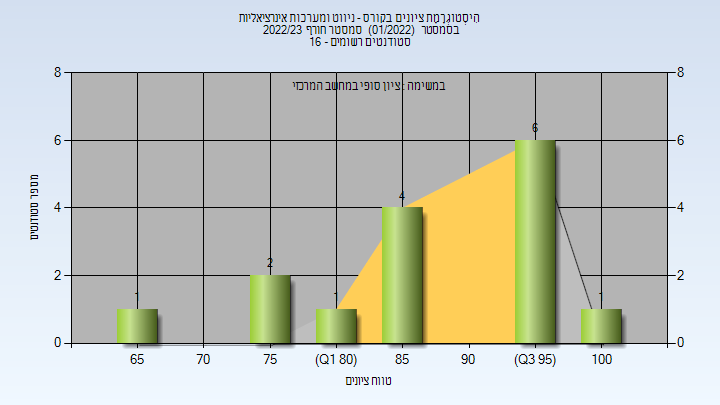 היסטוגרמת ציונים בקורס - ניווט ומערכות אינרציאליות
בסמסטר (01/2022) סמסטר חורף 2022/23
סטודנטים רשומים - 16
במשימה : ציון סופי במחשב המרכזי
8 8
6 6
4 4
2 2
0 0
1 2 1 4 6 1
מספר סטודנטים
65 70 75 (Q1 80) 85 90 (Q3 95) 100
טווח ציונים